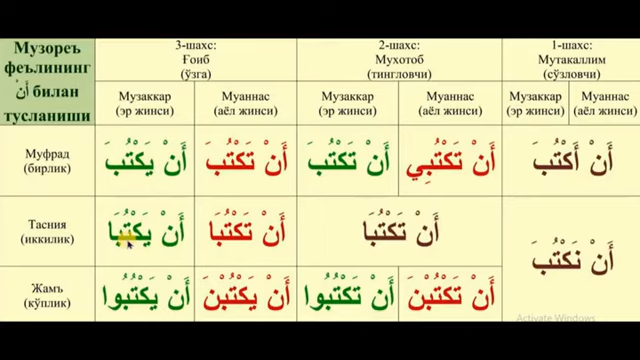 Музореъ феълининг أَنْ билан тусланиши
3-шахс: Ғоиб (ўзга)
2-шахс: Мухотоб (тингловчи)
1-шахс: Мутакаллим (сўзловчи)
Музаккар (эр жинси)
Муаннас (аёл жинси)
Музаккар (эр жинси)
Муаннас (аёл жинси)
Музаккар (эр жинси)
Муаннас (аёл жинси)
Муфрад (бирлик)
أَنْ يَكْتُبَ
أَنْ تَكْتُبَ
أَنْ تَكْتُبَ
أَنْ تَكْتُبِي
أَنْ أَكْتُبَ
Тасния (иккилик)
أَنْ يَكْتُبَا
أَنْ تَكْتُبَا
أَنْ تَكْتُبَا
أَنْ نَكْتُبَ
Жамъ (кўплик)
أَنْ يَكْتُبُوا
أَنْ يَكْتُبْنَ
أَنْ تَكْتُبُوا
أَنْ تَكْتُبْنَ
Activate Windows